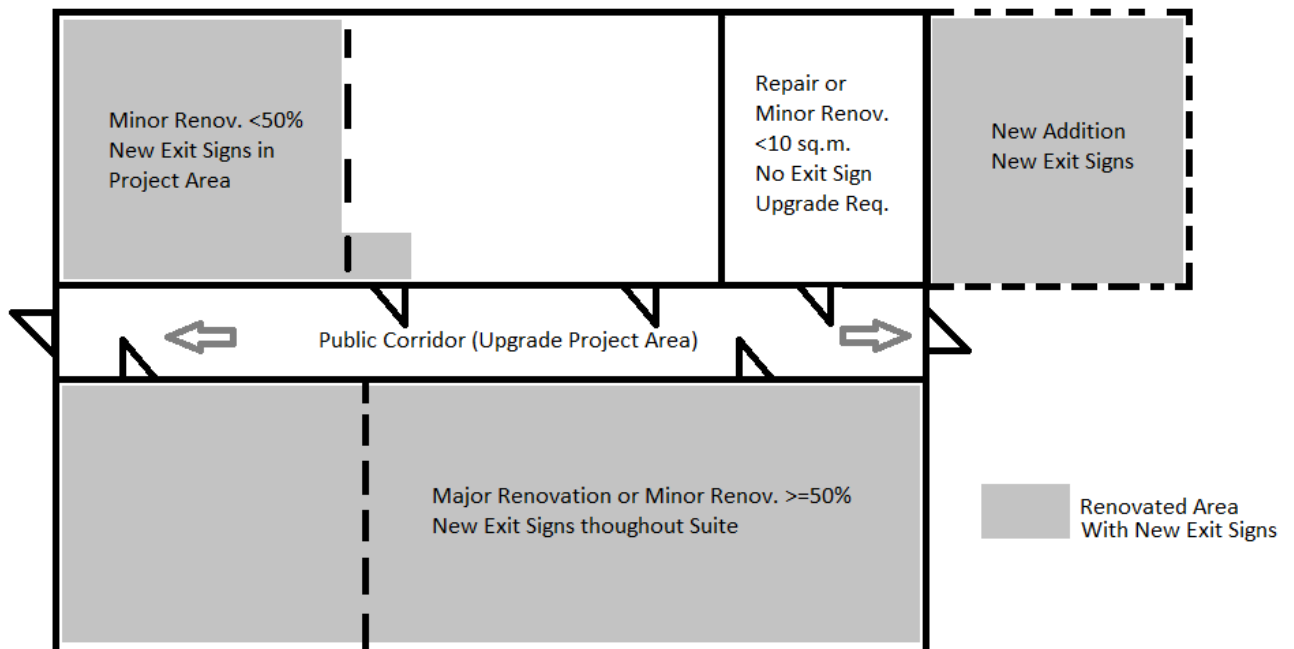 Minor Renov. <50%
New Exit Signs in
Project Area
Repair or
Minor Renov.
<10 sq.m.
No Exit Sign
Upgrade Req.
New Addition
New Exit Signs
Public Corridor (Upgrade Project Area)
Major Renovation or Minor Renov. >=50%
New Exit Signs thoughout Suite
Renovated Area
With New Exit Signs